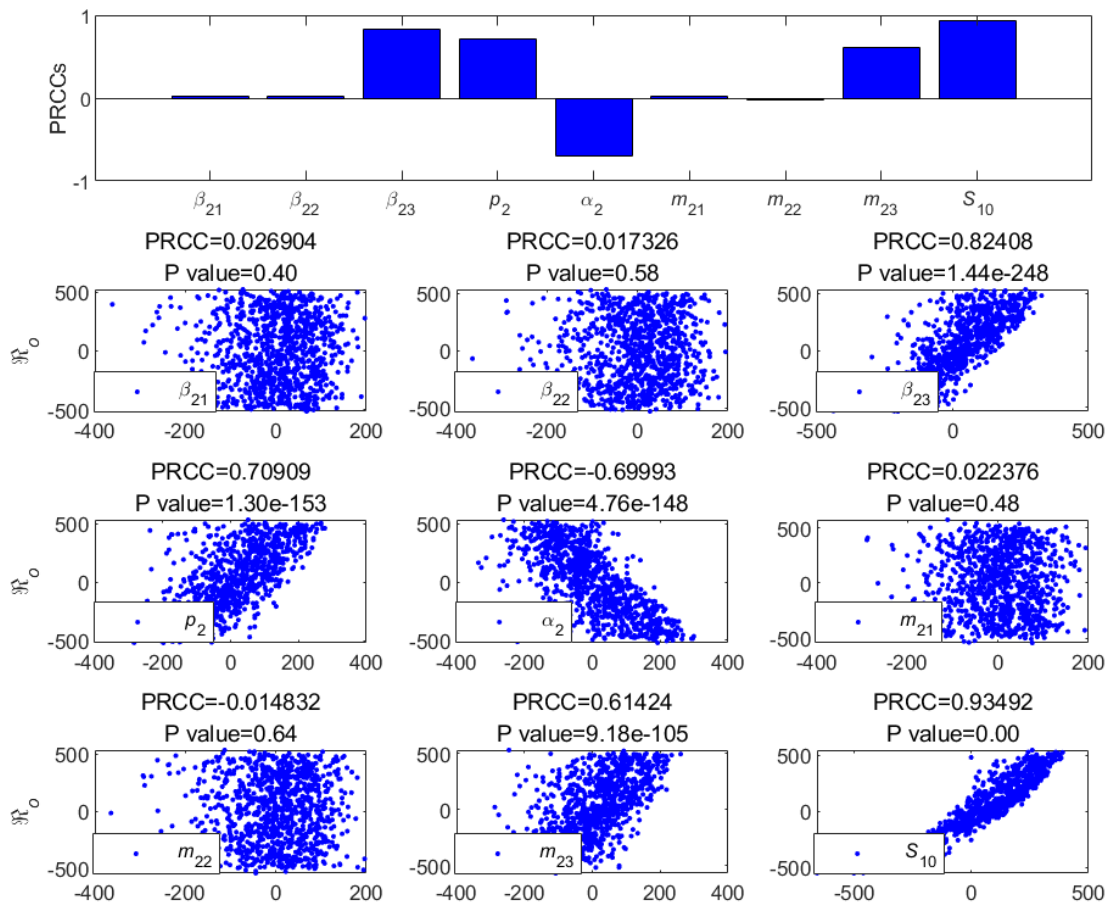 1
0
-1
PRCCs
β21 β22 β23 p2 α2 m21 m22 m23 S10
PRCC=0.026904 PRCC=0.017326 PRCC=0.82408
P value=0.40 P value=0.58 P value=1.44e-248
500 500 500
ℜo 0 0 0
β21 β22 β23
-500 -500 -500
-400 -200 0 200 -400 -200 0 200 -500 0 500
PRCC=0.70909 PRCC=-0.69993 PRCC=0.022376
P value=1.30e-153 P value=4.76e-148 P value=0.48
500 500 500
ℜo 0 0 0
p2 α2 m21
-500 -500 -500
-400 -200 0 200 400 -400 -200 0 200 400 -400 -200 0 200
PRCC=-0.014832 PRCC=0.61424 PRCC=0.93492
P value=0.64 P value=9.18e-105 P value=0.00
500 500 500
ℜo 0 0 0
m22 m23 S10
-500 -500 -500
-400 -200 0 200 -400 -200 0 200 400 -500 0 500